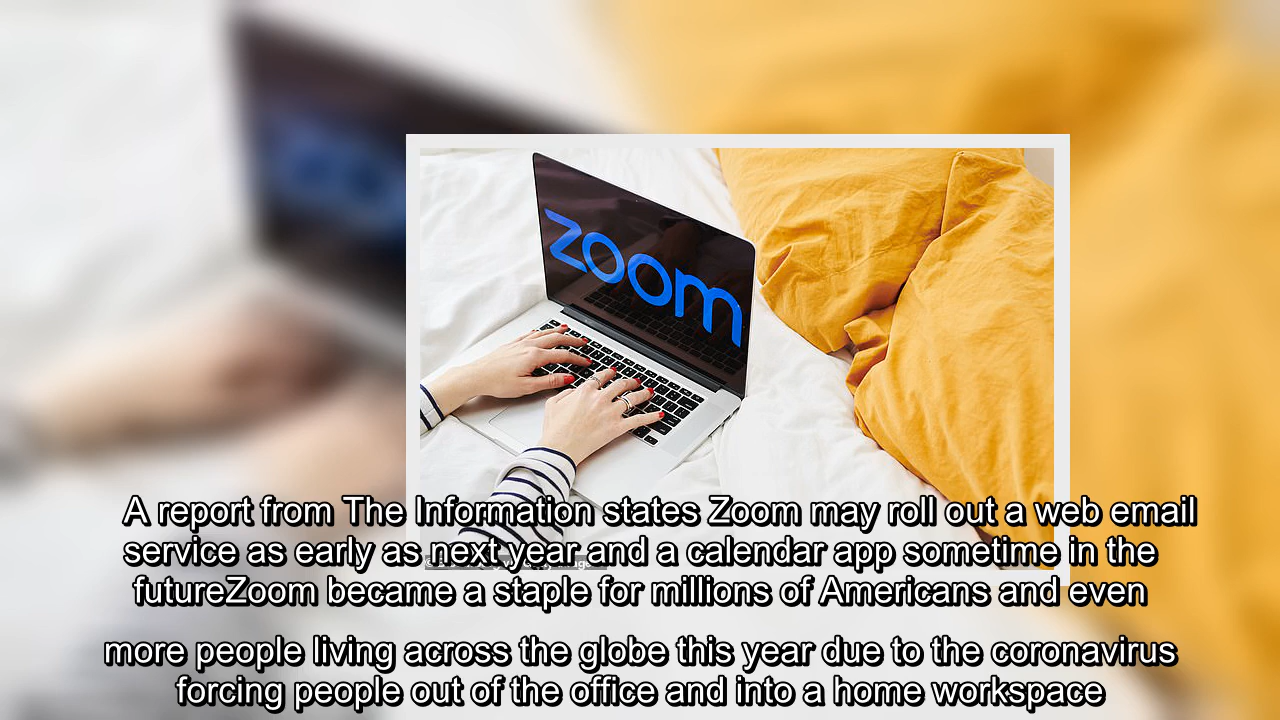 zoom
A report from The Information states Zoom may roll out a web email
service as early as next year and a calendar app sometime in the
futureZoom became a staple for millions of Americans and even
more people living across the globe this year due to the coronavirus
forcing people out of the office and into a home workspace